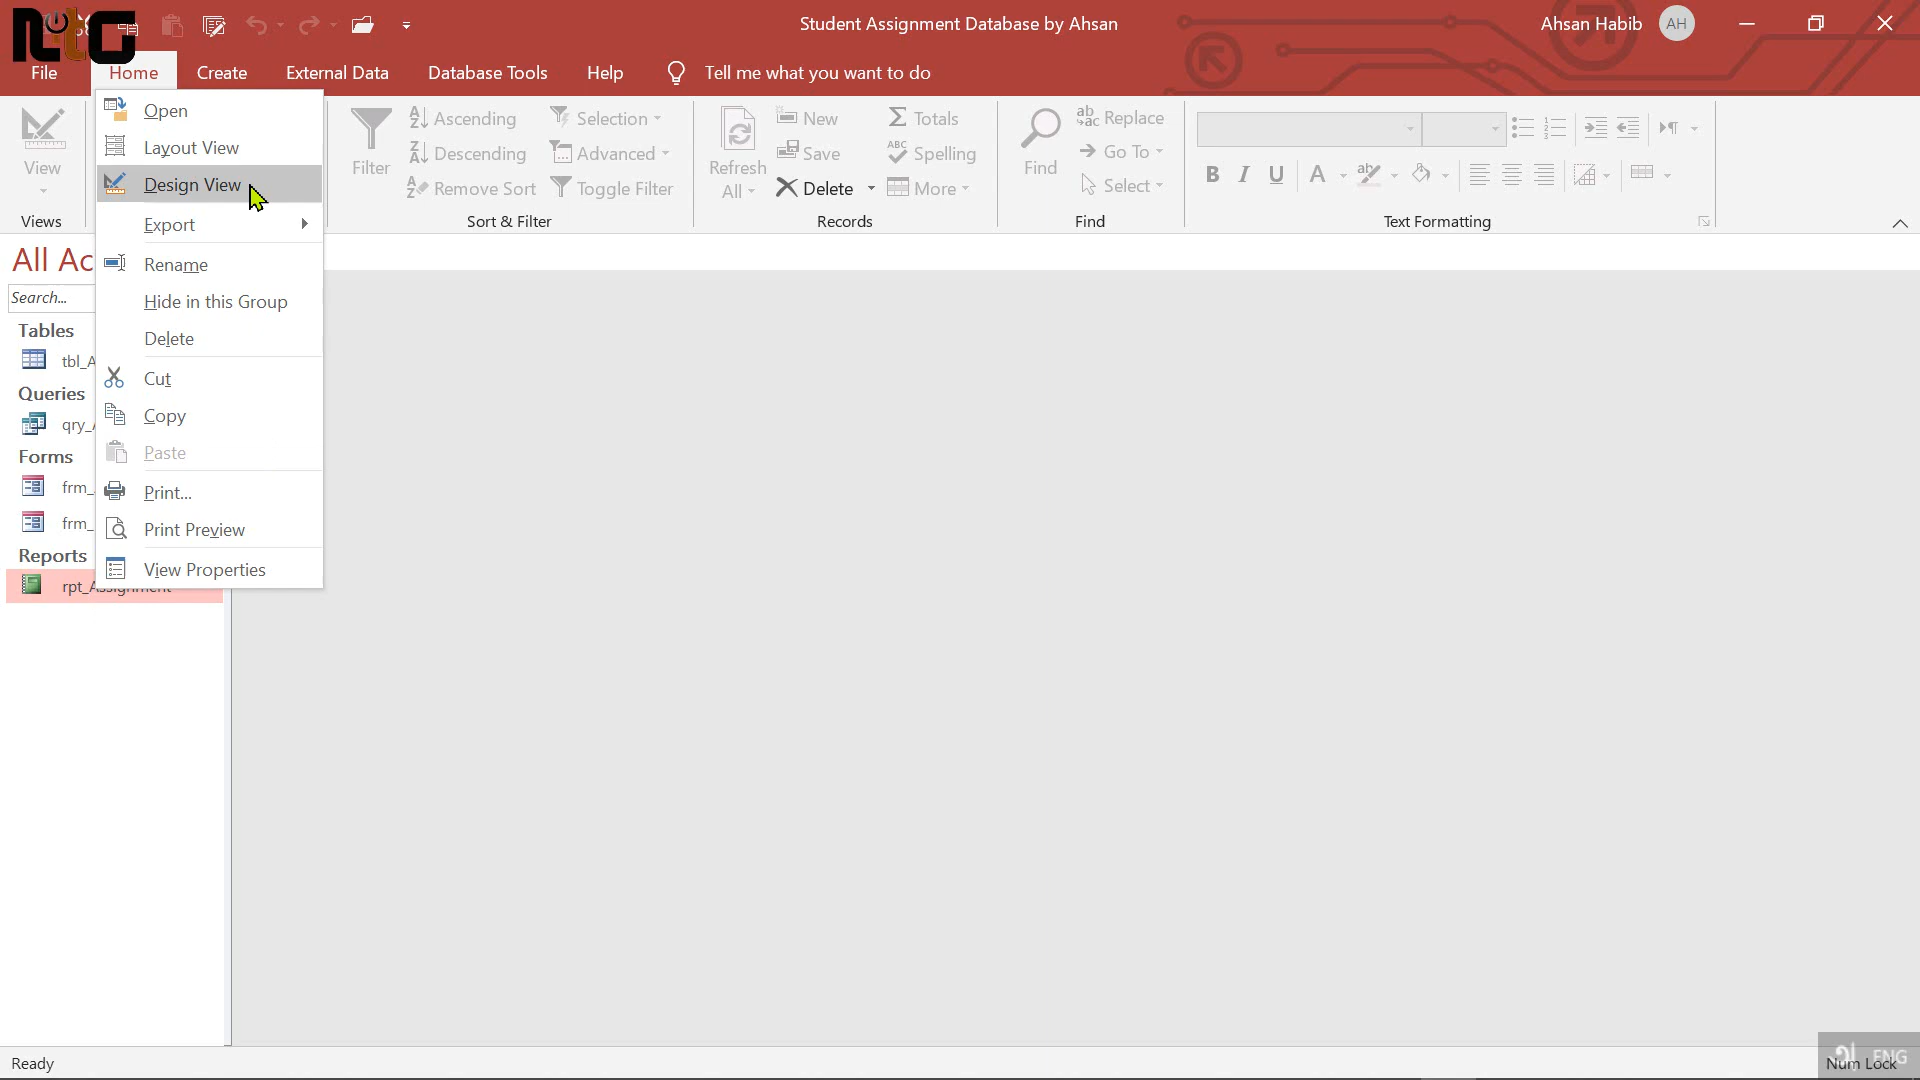 NtG
Student Assignment Database by Ahsan
Ahsan Habib AH
File Home Create External Data Database Tools Help Tell me what you want to do
View
Views
Filter
Ascending
Descending
Remove Sort
Selection
Advanced
Toggle Filter
Sort & Filter
Refresh
All
New
Save
Delete
Totals
Spelling
More
Records
Find
Replace
Go To
Select
Find
B I U A
Text Formatting
Open
Layout View
Design View
Export
Rename
Hide in this Group
Delete
Cut
Copy
Paste
Print...
Print Preview
View Properties
All Ac
Search...
Tables
tbl_A
Queries
qry_A
Forms
frm_
frm_
Reports
rpt_Assignment
Ready
Num Lock
ENG